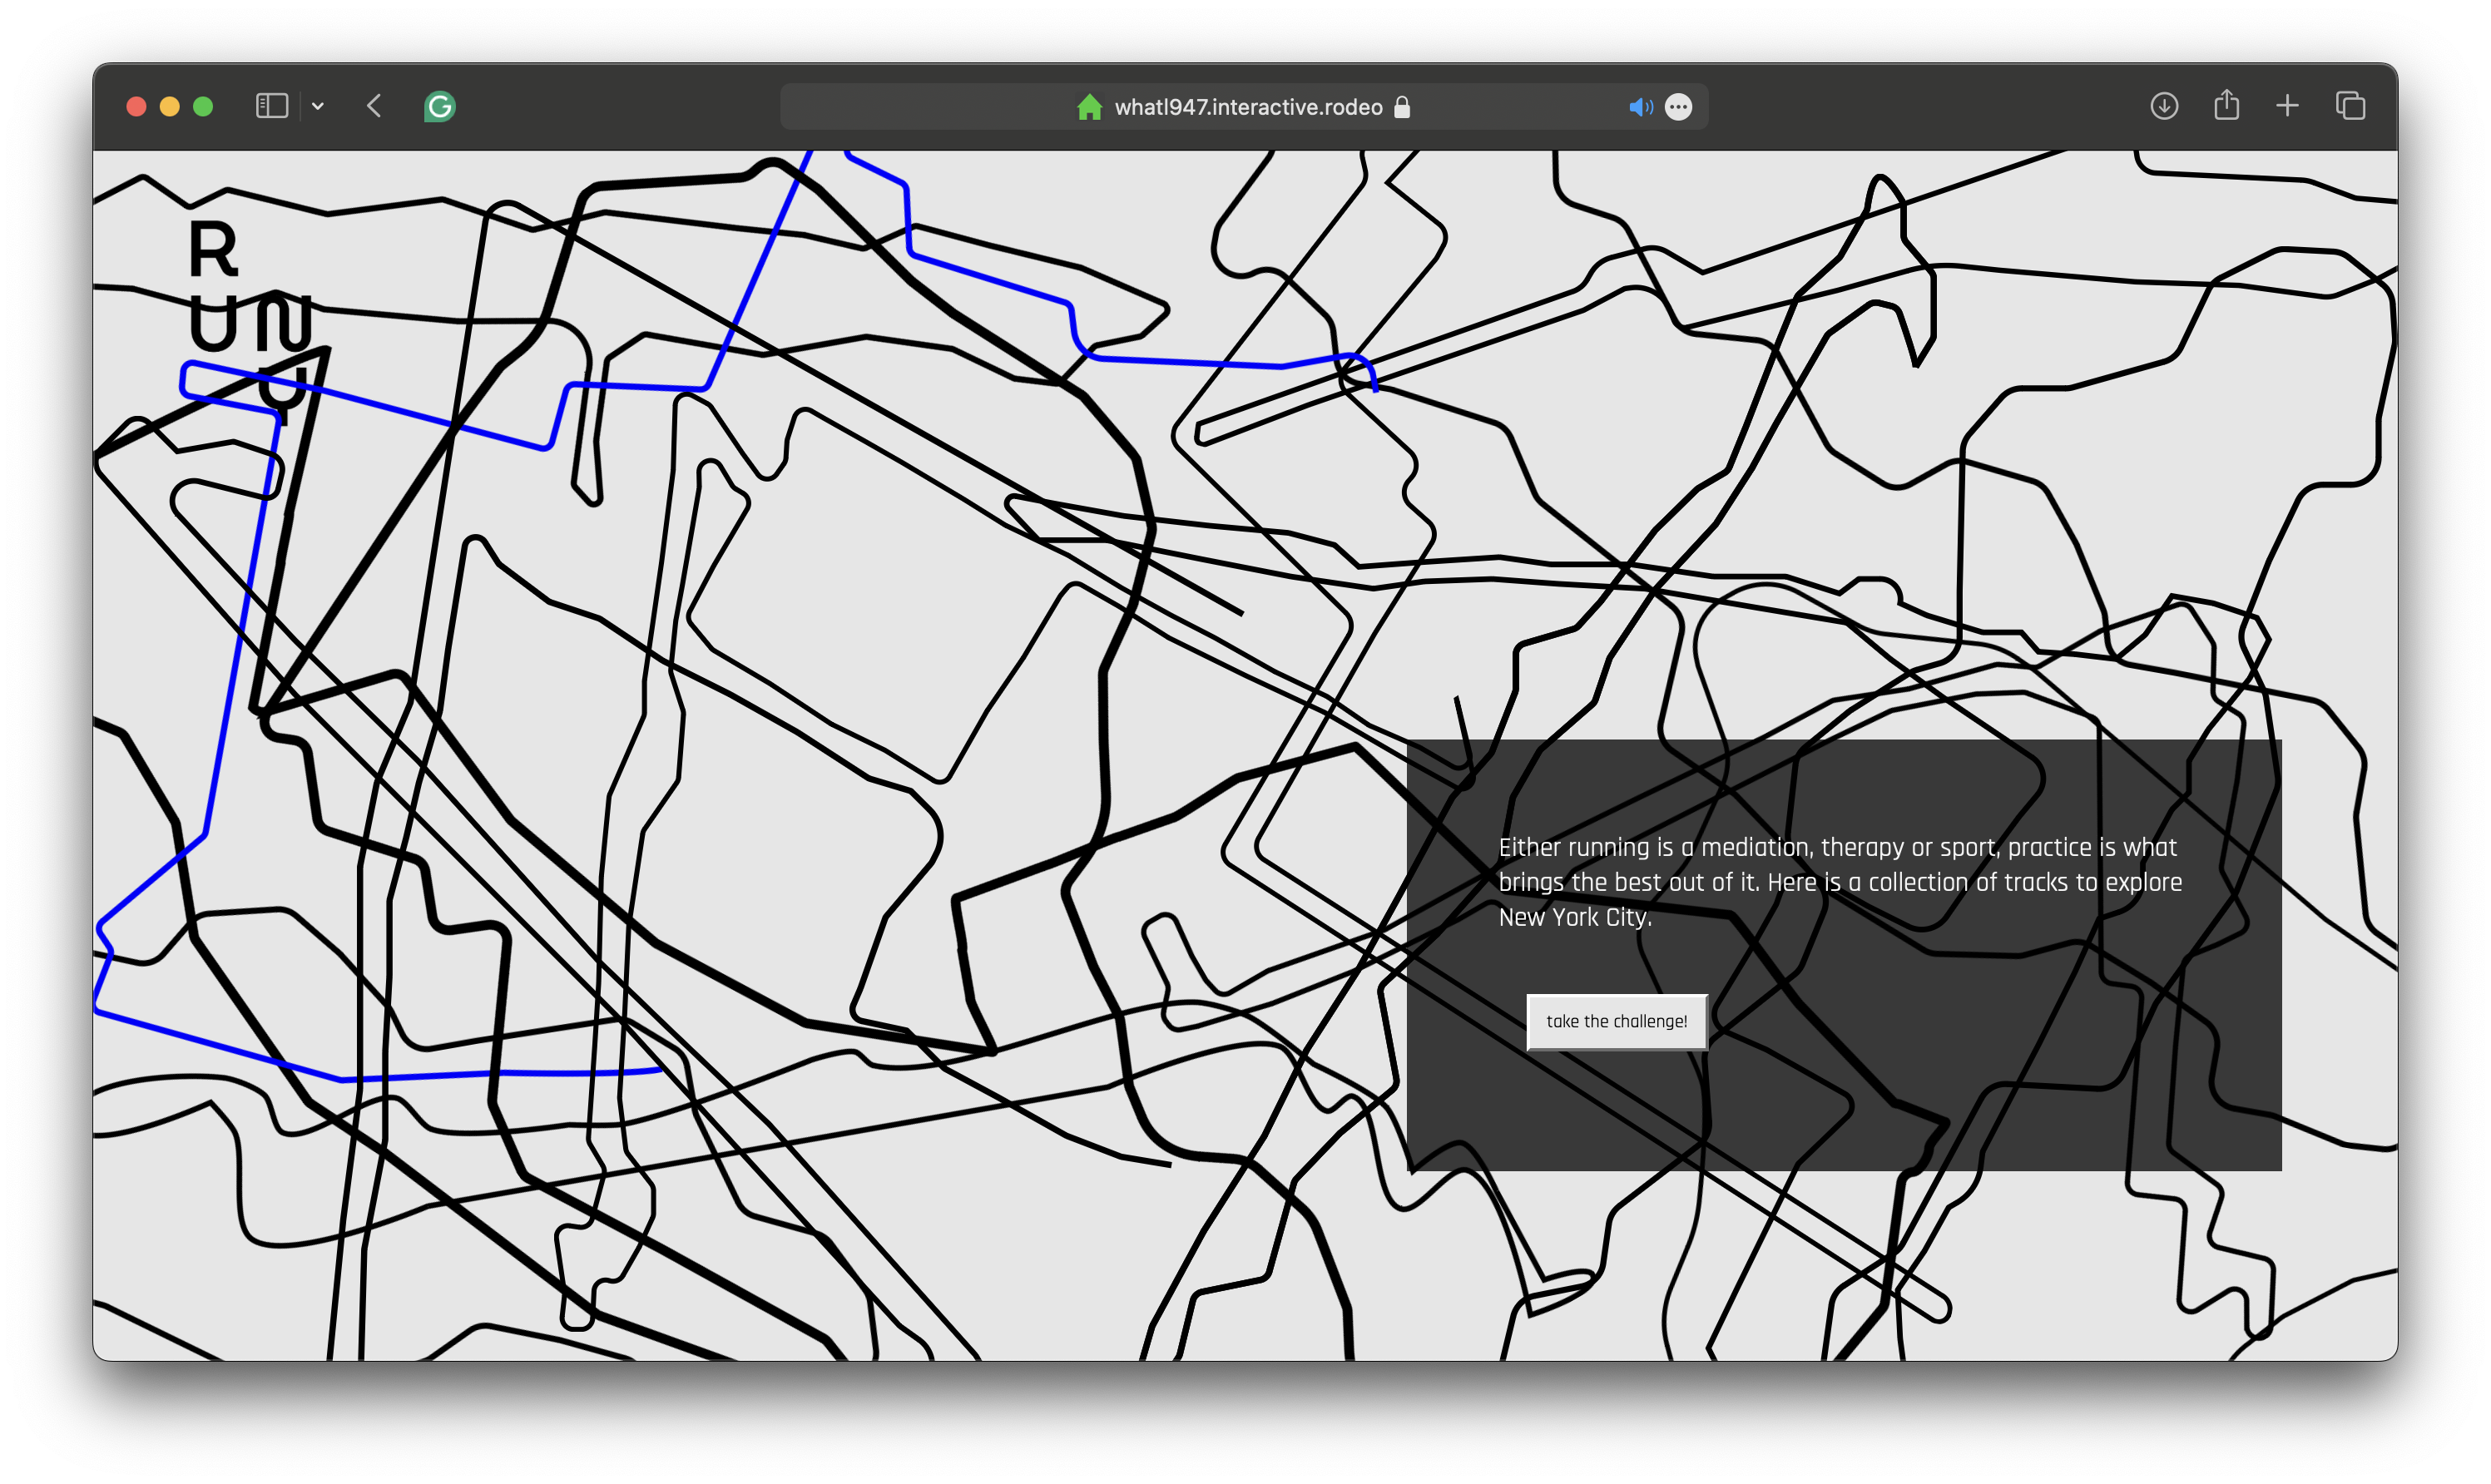 whatl947.interactive.rodeo
R
UN
Y
Either running is a mediation, therapy or sport, practice is what
brings the best out of it. Here is a collection of tracks to explore
New York City.
take the challenge!